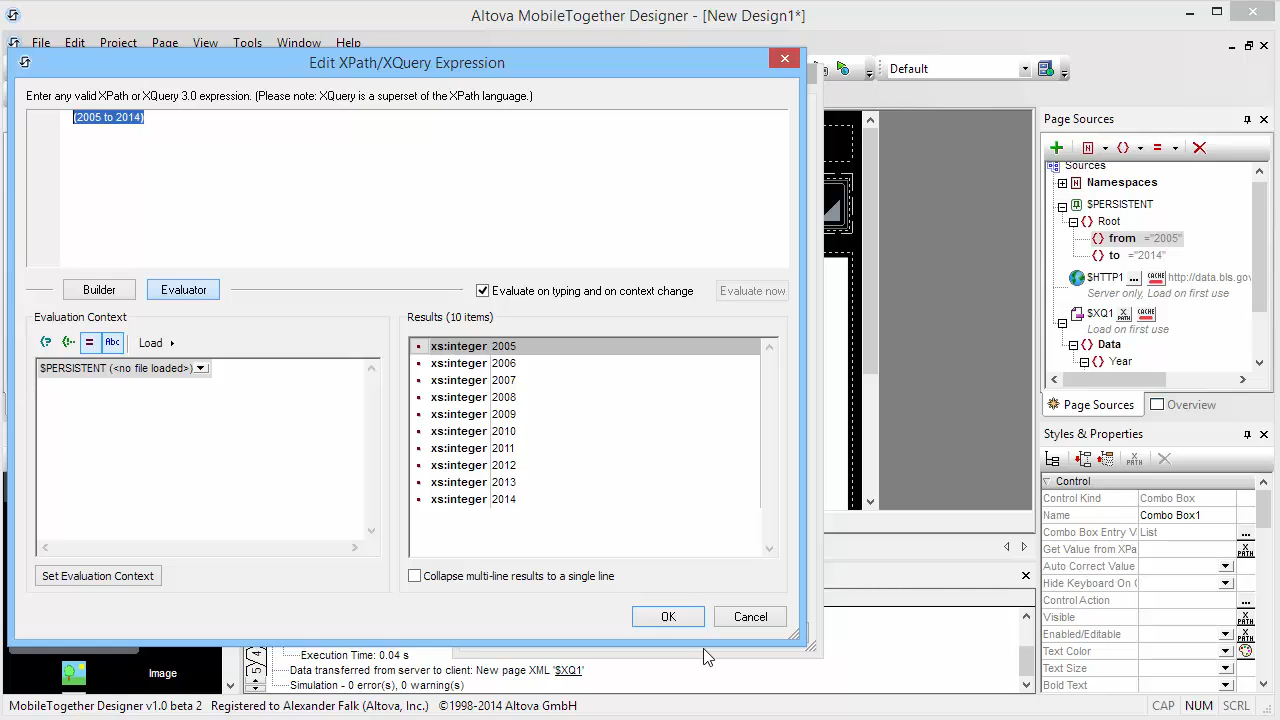 Altova MobileTogether Designer - [New Design1*]
File Edit Project Page View Tools Window Help
Edit XPath/XQuery Expression
Default
Enter any valid XPath or XQuery 3.0 expression. (Please note: XQuery is a superset of the XPath language.)
(2005 to 2014)
Page Sources
Sources
Namespaces
$PERSISTENT
Root
from ="2005"
to ="2014"
$HTTP1 ... CACHE http://data.bls.gov
Server only, Load on first use
$XQ1 XPATH CACHE
Load on first use
Data
Year
Page Sources Overview
Builder Evaluator
Evaluate on typing and on context change
Evaluate now
Evaluation Context
Abc Load
$PERSISTENT (<no file loaded>)
Set Evaluation Context
Results (10 items)
xs:integer 2005
xs:integer 2006
xs:integer 2007
xs:integer 2008
xs:integer 2009
xs:integer 2010
xs:integer 2011
xs:integer 2012
xs:integer 2013
xs:integer 2014
Collapse multi-line results to a single line
OK Cancel
Styles & Properties
XPATH
Control
Control Kind Combo Box
Name Combo Box1
Combo Box Entry V List ...
Get Value from XPa XPATH
Auto Correct Value
Hide Keyboard On
Control Action ...
Visible XPATH
Enabled/Editable XPATH
Text Color
Text Size
Bold Text
Image
Execution Time: 0.04 s
Data transferred from server to client: New page XML '$XQ1'
Simulation - 0 error(s), 0 warning(s)
MobileTogether Designer v1.0 beta 2 Registered to Alexander Falk (Altova, Inc.) ©1998-2014 Altova GmbH
CAP NUM SCRL